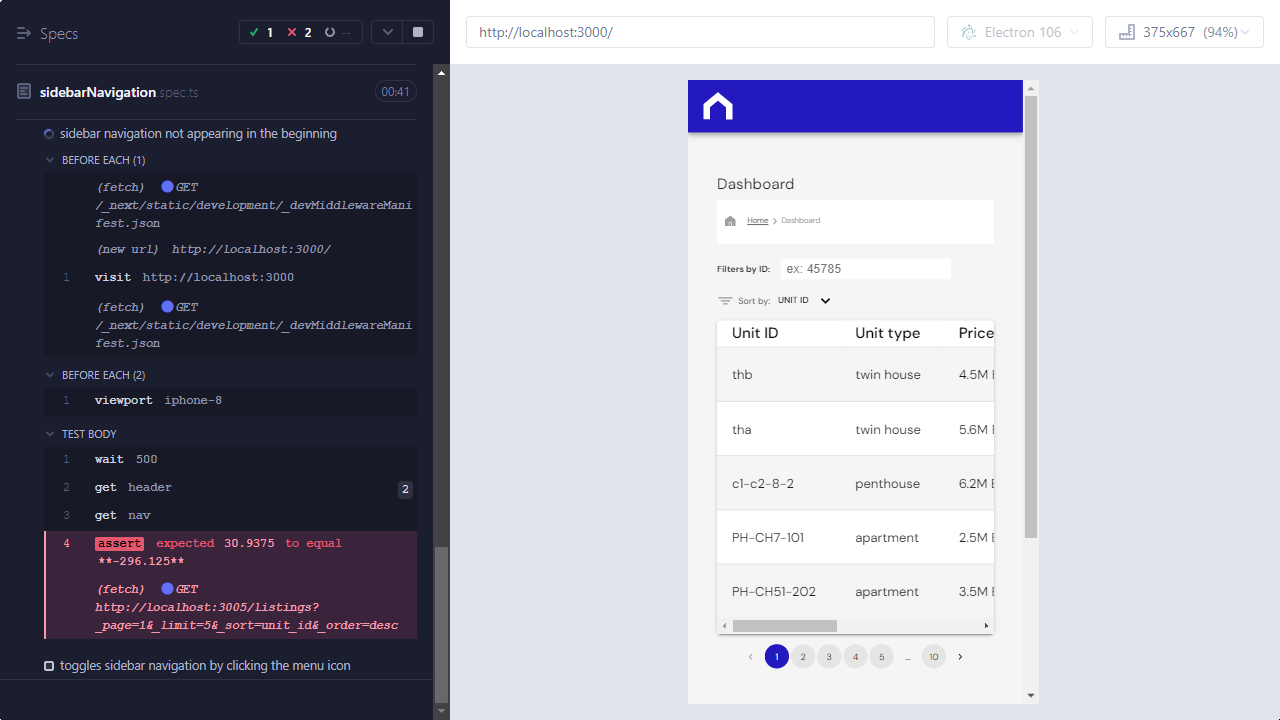 Specs
1
2
--
sidebarNavigation.spec.ts
00:41
sidebar navigation not appearing in the beginning
BEFORE EACH (1)
(fetch) GET
/_next/static/development/_devMiddlewareMani
fest.json
(new url) http://localhost:3000/
1 visit http://localhost:3000
(fetch) GET
/_next/static/development/_devMiddlewareMani
fest.json
BEFORE EACH (2)
1 viewport iphone-8
TEST BODY
1 wait 500
2 get header 2
3 get nav
4 assert expected 30.9375 to equal
**-296.125**
(fetch) GET
http://localhost:3005/listings?
_page=1&_limit=5&_sort=unit_id&_order=desc
toggles sidebar navigation by clicking the menu icon
http://localhost:3000/
Electron 106
375x667 (94%)
Dashboard
Home > Dashboard
Filters by ID: ex: 45785
Sort by: UNIT ID
Unit ID Unit type Price
thb twin house 4.5M
tha twin house 5.6M
c1-c2-8-2 penthouse 6.2M
PH-CH7-101 apartment 2.5M
PH-CH51-202 apartment 3.5M
‹ 1 2 3 4 5 ... 10 ›